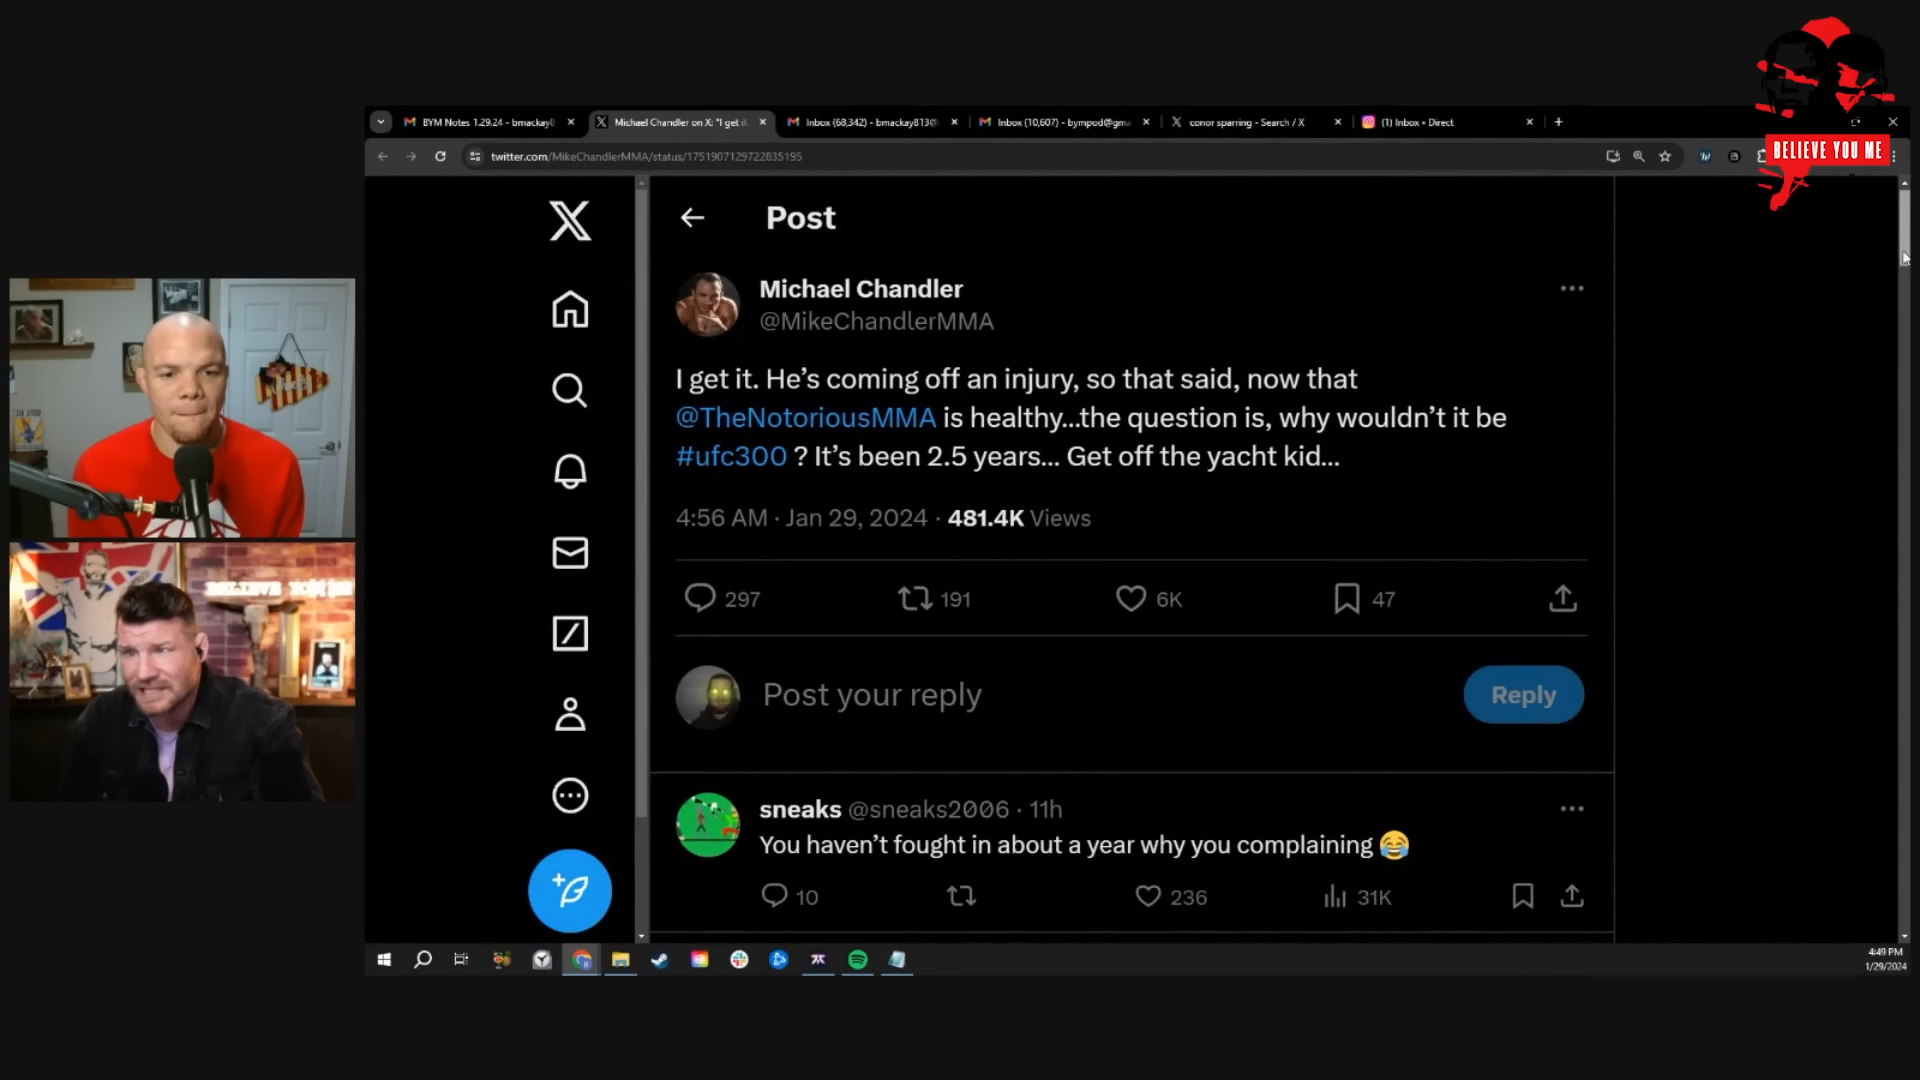 BYM Notes 1.29.24 - bmackay8
Michael Chandler on X: "I get it
Inbox (68,342) - bmackay813@
Inbox (10,607) - bympod@gm
conor sparring - Search / X
(1) Inbox • Direct
twitter.com/MikeChandlerMMA/status/1751907129722835195
BELIEVE YOU ME
Post
Michael Chandler
@MikeChandlerMMA
I get it. He’s coming off an injury, so that said, now that
@TheNotoriousMMA is healthy...the question is, why wouldn’t it be
#ufc300 ? It’s been 2.5 years... Get off the yacht kid...
4:56 AM · Jan 29, 2024 · 481.4K Views
297 191 6K 47
Post your reply
Reply
sneaks @sneaks2006 · 11h
You haven’t fought in about a year why you complaining 😂
10 236 31K
4:49 PM
1/29/2024